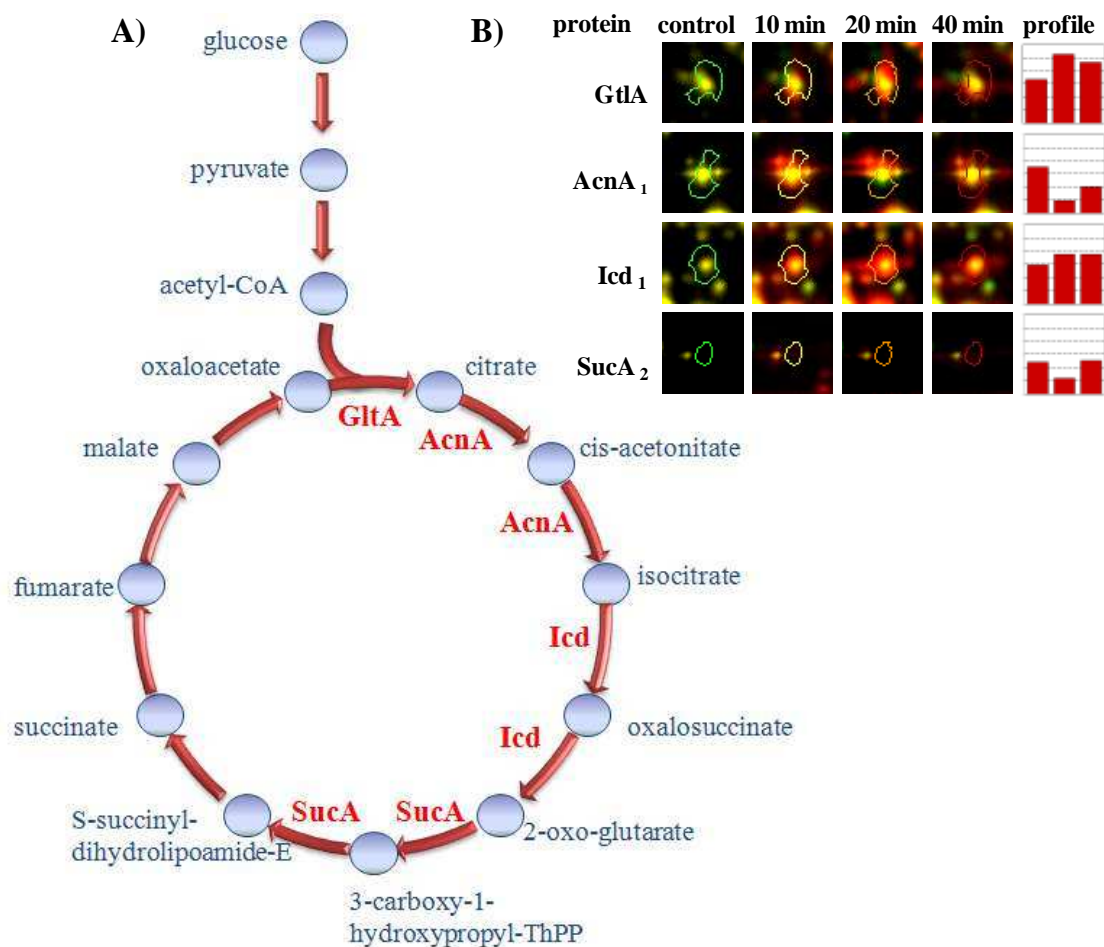 A)
glucose
pyruvate
acetyl-CoA
oxaloacetate
citrate
GltA
AcnA
malate
cis-acetonitate
AcnA
fumarate
isocitrate
Icd
succinate
oxalosuccinate
Icd
SucA
SucA
S-succinyl-
dihydrolipoamide-E
2-oxo-glutarate
3-carboxy-1-
hydroxypropyl-ThPP
B)
protein control 10 min 20 min 40 min profile
GtlA
AcnA 1
Icd 1
SucA 2